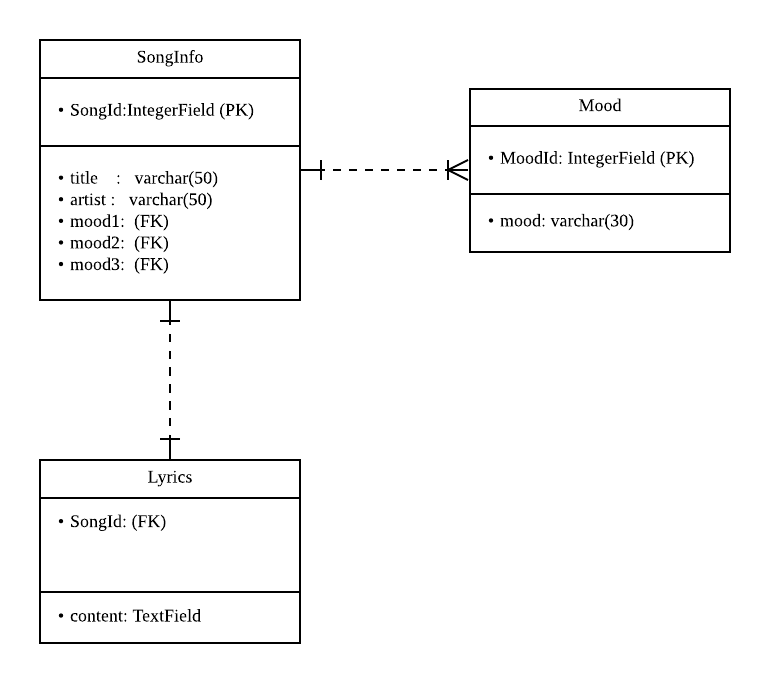 SongInfo
• SongId:IntegerField (PK)
• title : varchar(50)
• artist : varchar(50)
• mood1: (FK)
• mood2: (FK)
• mood3: (FK)
Mood
• MoodId: IntegerField (PK)
• mood: varchar(30)
Lyrics
• SongId: (FK)
• content: TextField